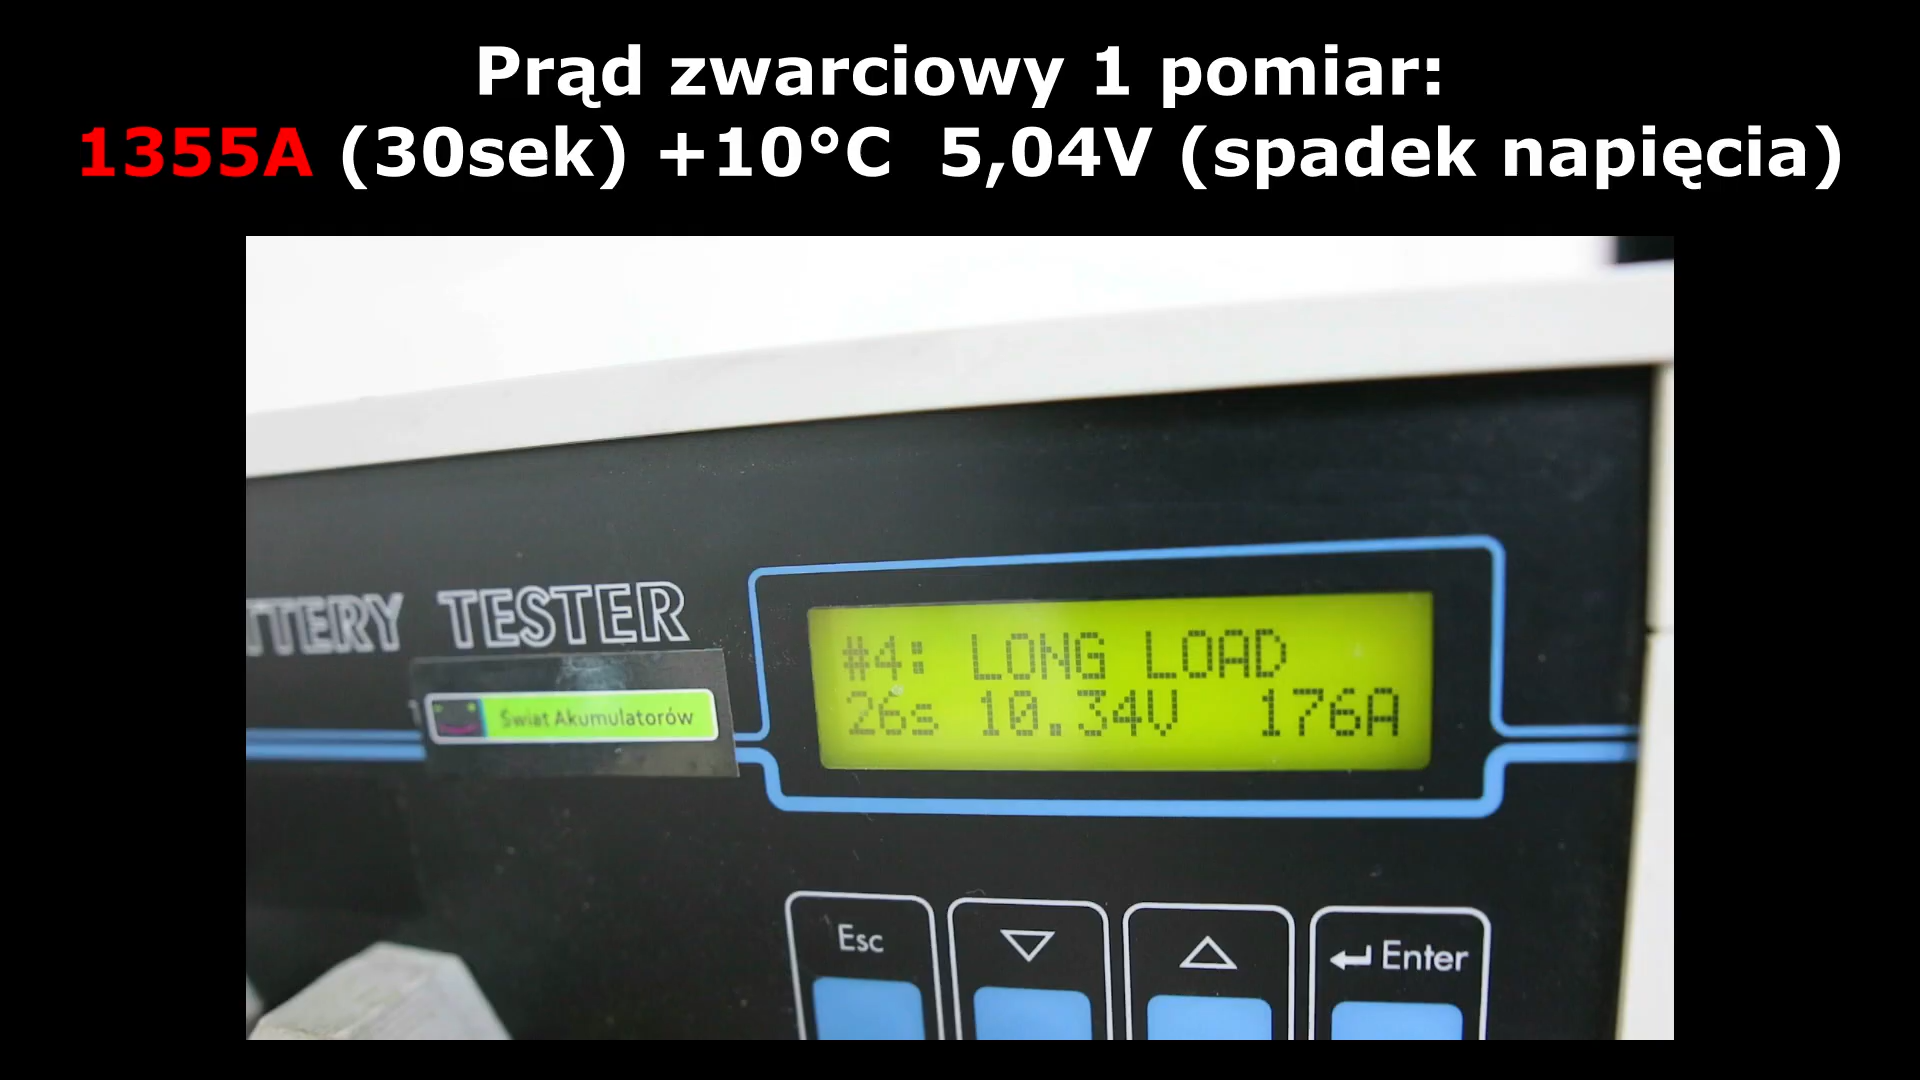 Prąd zwarciowy 1 pomiar:
1355A (30sek) +10°C 5,04V (spadek napięcia)
TTERY TESTER
Świat Akumulatorów
#4: LONG LOAD
26s 10.34V 176A
Esc
Enter